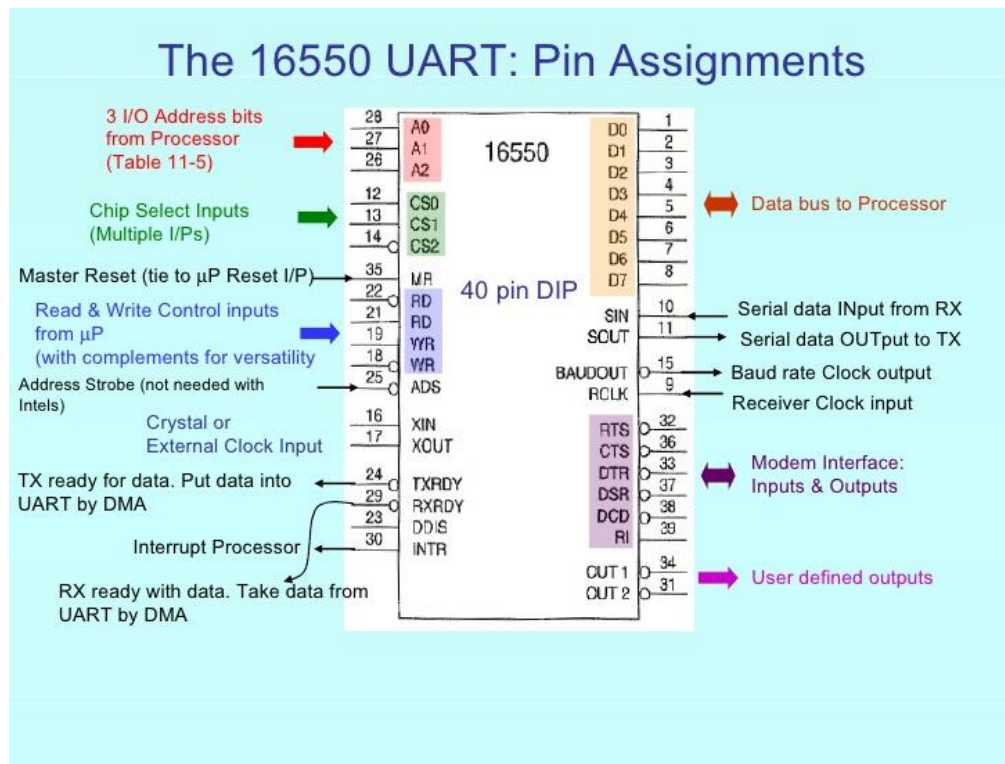 The 16550 UART: Pin Assignments
3 I/O Address bits
from Processor
(Table 11-5)
Chip Select Inputs
(Multiple I/Ps)
Master Reset (tie to μP Reset I/P)
Read & Write Control inputs
from μP
(with complements for versatility
Address Strobe (not needed with
Intels)
Crystal or
External Clock Input
TX ready for data. Put data into
UART by DMA
Interrupt Processor
RX ready with data. Take data from
UART by DMA
28 A0
27 A1
26 A2
12 CS0
13 CS1
14 CS2
35 MR
22 RD
21 RD
19 WR
18 WR
25 ADS
16 XIN
17 XOUT
24 TXRDY
29 RXRDY
23 DDIS
30 INTR
16550
40 pin DIP
D0 1
D1 2
D2 3
D3 4
D4 5
D5 6
D6 7
D7 8
SIN 10
SOUT 11
BAUDOUT 15
RCLK 9
RTS 32
CTS 36
DTR 33
DSR 37
DCD 38
RI 39
OUT 1 34
OUT 2 31
Data bus to Processor
Serial data INput from RX
Serial data OUTput to TX
Baud rate Clock output
Receiver Clock input
Modem Interface:
Inputs & Outputs
User defined outputs